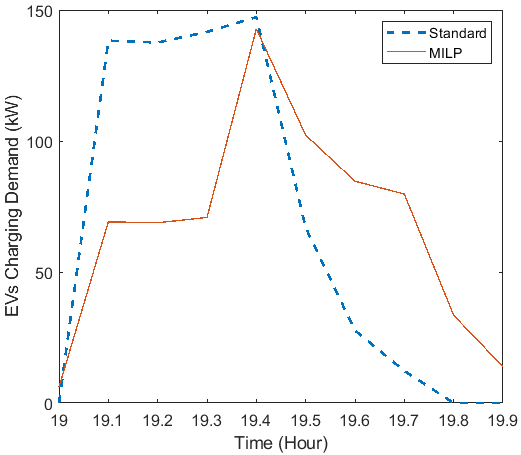 150
100
50
0
EVs Charging Demand (kW)
Standard
MILP
19 19.1 19.2 19.3 19.4 19.5 19.6 19.7 19.8 19.9
Time (Hour)